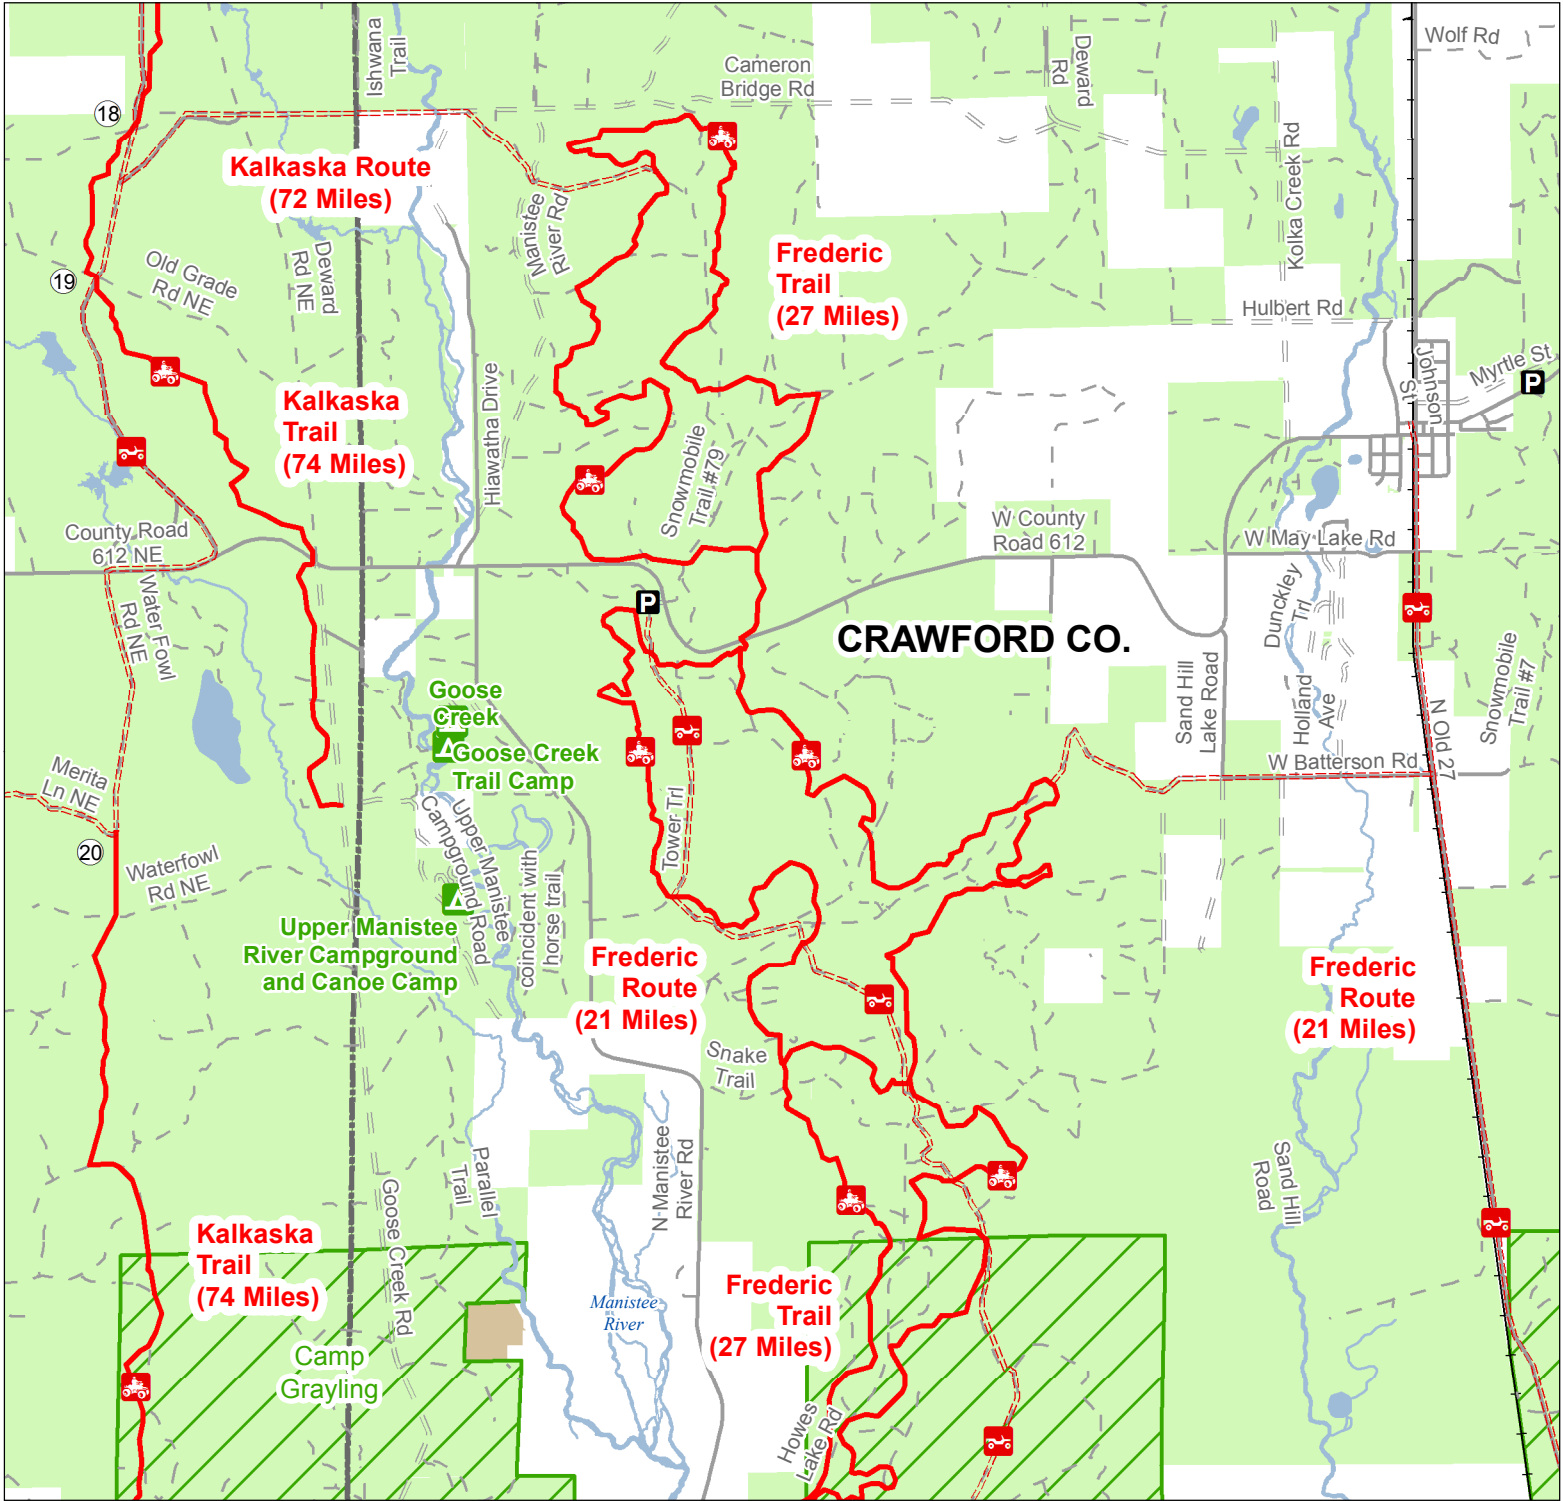 Wolf Rd
Ishwana
Trail
Cameron
Bridge Rd
Deward
Rd
18
Kolka Creek Rd
Kalkaska Route
(72 Miles)
Manistee
River Rd
Old Grade
Rd NE
Deward
Rd NE
19
Frederic
Trail
(27 Miles)
Hulbert Rd
Johnson
St
Myrtle St
P
Hiawatha Drive
Kalkaska
Trail
(74 Miles)
Snowmobile
Trail #79
County Road
612 NE
W County
Road 612
W May Lake Rd
Water Fowl
Rd NE
P
CRAWFORD CO.
Dunckley
Trl
Sand Hill
Lake Road
Holland
Ave
Snowmobile
Trail #7
N Old 27
Goose
Creek
Goose Creek
Trail Camp
W Batterson Rd
Merita
Ln NE
20
Tower Trl
Upper Manistee
Campground Road
coincident with
horse trail
Waterfowl
Rd NE
Upper Manistee
River Campground
and Canoe Camp
Frederic
Route
(21 Miles)
Frederic
Route
(21 Miles)
Snake
Trail
N Manistee
River Rd
Parallel
Trail
Sand Hill
Road
Goose Creek Rd
Kalkaska
Trail
(74 Miles)
Manistee
River
Frederic
Trail
(27 Miles)
Camp
Grayling
Howes
Lake Rd